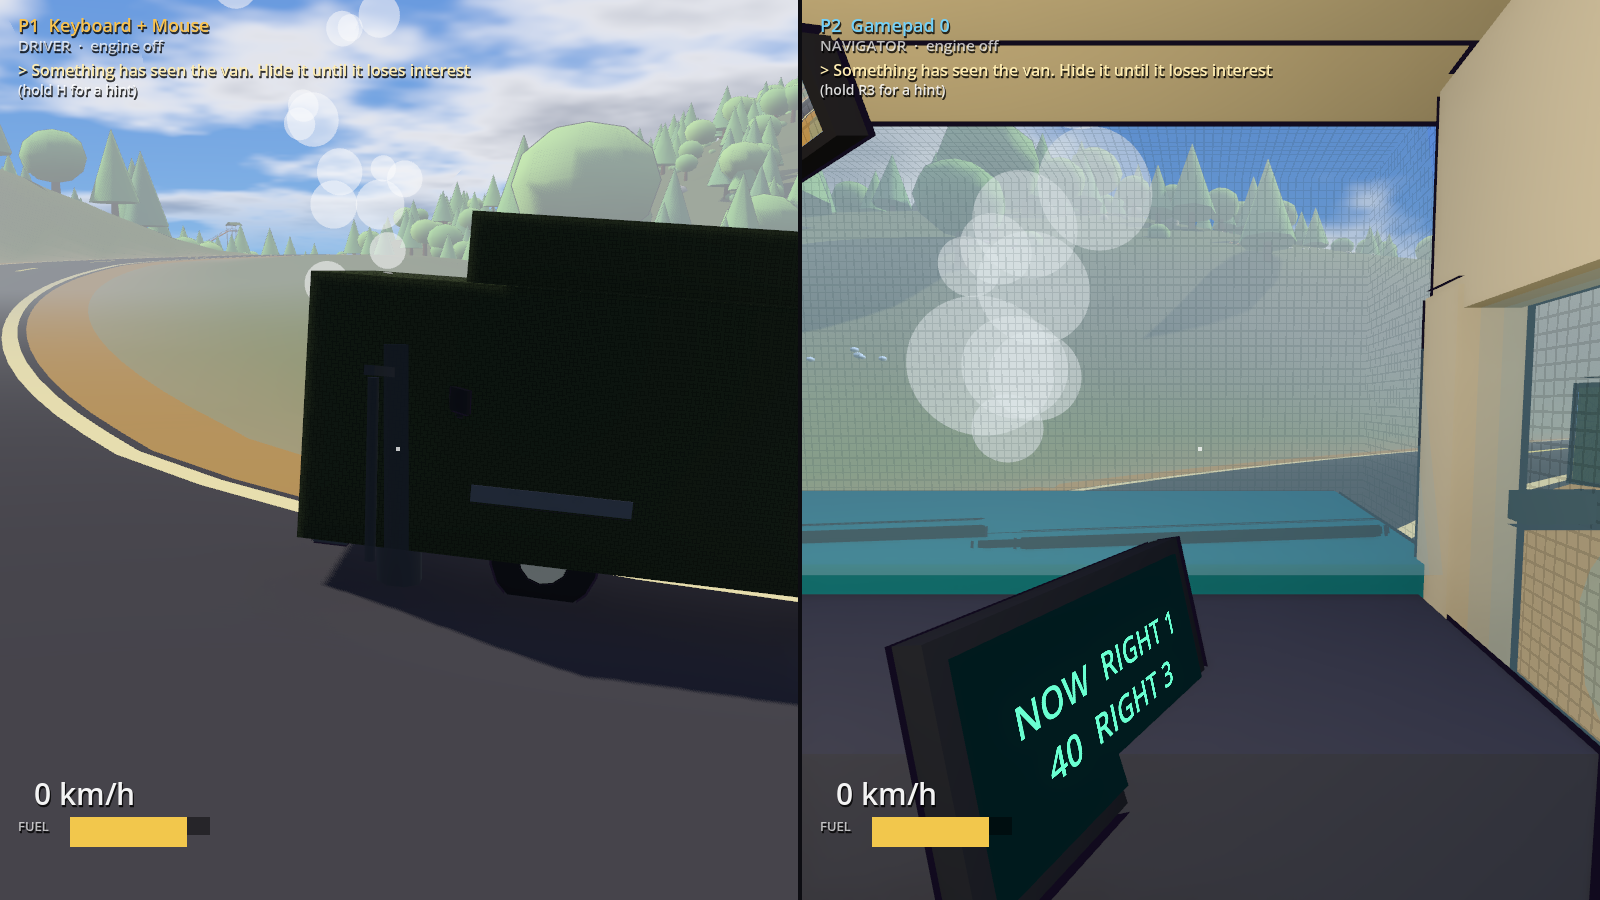 P1 Keyboard + Mouse
DRIVER · engine off
> Something has seen the van. Hide it until it loses interest
(hold H for a hint)
0 km/h
FUEL
P2 Gamepad 0
NAVIGATOR · engine off
> Something has seen the van. Hide it until it loses interest
(hold R3 for a hint)
NOW RIGHT 1
40 RIGHT 3
0 km/h
FUEL